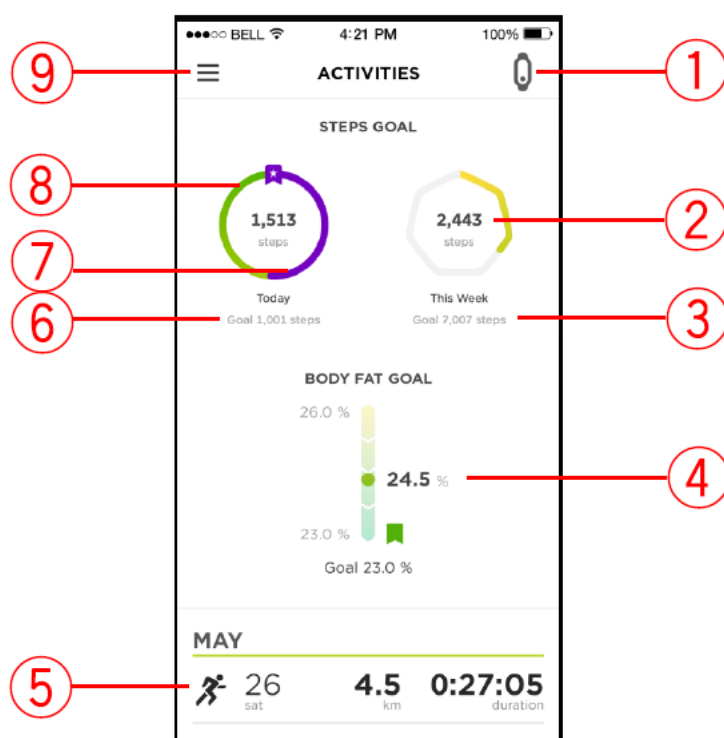 BELL 4:21 PM 100%
9 ACTIVITIES 1
STEPS GOAL
8
1,513 2,443 2
steps steps
7
Today This Week
6 Goal 1,001 steps Goal 7,007 steps 3
BODY FAT GOAL
26.0 %
24.5 % 4
23.0 %
Goal 23.0 %
MAY
5 26 4.5 0:27:05
sat km duration